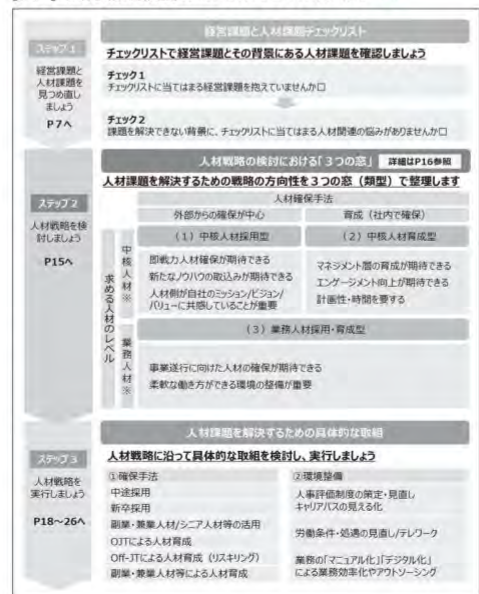 経営課題と人材課題チェックリスト
ステップ1
経営課題と
人材課題を
見つめ直し
ましょう
P7へ
チェックリストで経営課題とその背景にある人材課題を確認しましょう
チェック1
チェックリストに当てはまる経営課題を抱えていませんか口
チェック2
課題を解決できない背景に、チェックリストに当てはまる人材関連の悩みがありませんか口
人材戦略の検討における「3つの窓」 詳細はP16参照
ステップ2
人材戦略を検
討しましょう
P15へ
人材課題を解決するための戦略の方向性を3つの窓（類型）で整理します
人材確保手法
外部からの確保が中心
育成（社内で確保）
求める人材のレベル
中核人材※
（1）中核人材採用型
即戦力人材確保が期待できる
新たなノウハウの取込みが期待できる
人材側が自社のミッション/ビジョン/
バリューに共感していることが重要
（2）中核人材育成型
マネジメント層の育成が期待できる
エンゲージメント向上が期待できる
計画性・時間を要する
業務人材※
（3）業務人材採用・育成型
事業遂行に向けた人材の確保が期待できる
柔軟な働き方ができる環境の整備が重要
人材課題を解決するための具体的な取組
ステップ3
人材戦略を
実行しましょう
P18～26へ
人材戦略に沿って具体的な取組を検討し、実行しましょう
①確保手法
中途採用
新卒採用
副業・兼業人材/シニア人材等の活用
OJTによる人材育成
Off-JTによる人材育成（リスキリング）
副業・兼業人材等による人材育成
②環境整備
人事評価制度の策定・見直し
キャリアパスの見える化
労働条件・処遇の見直し/テレワーク
業務の「マニュアル化」「デジタル化」
による業務効率化やアウトソーシング